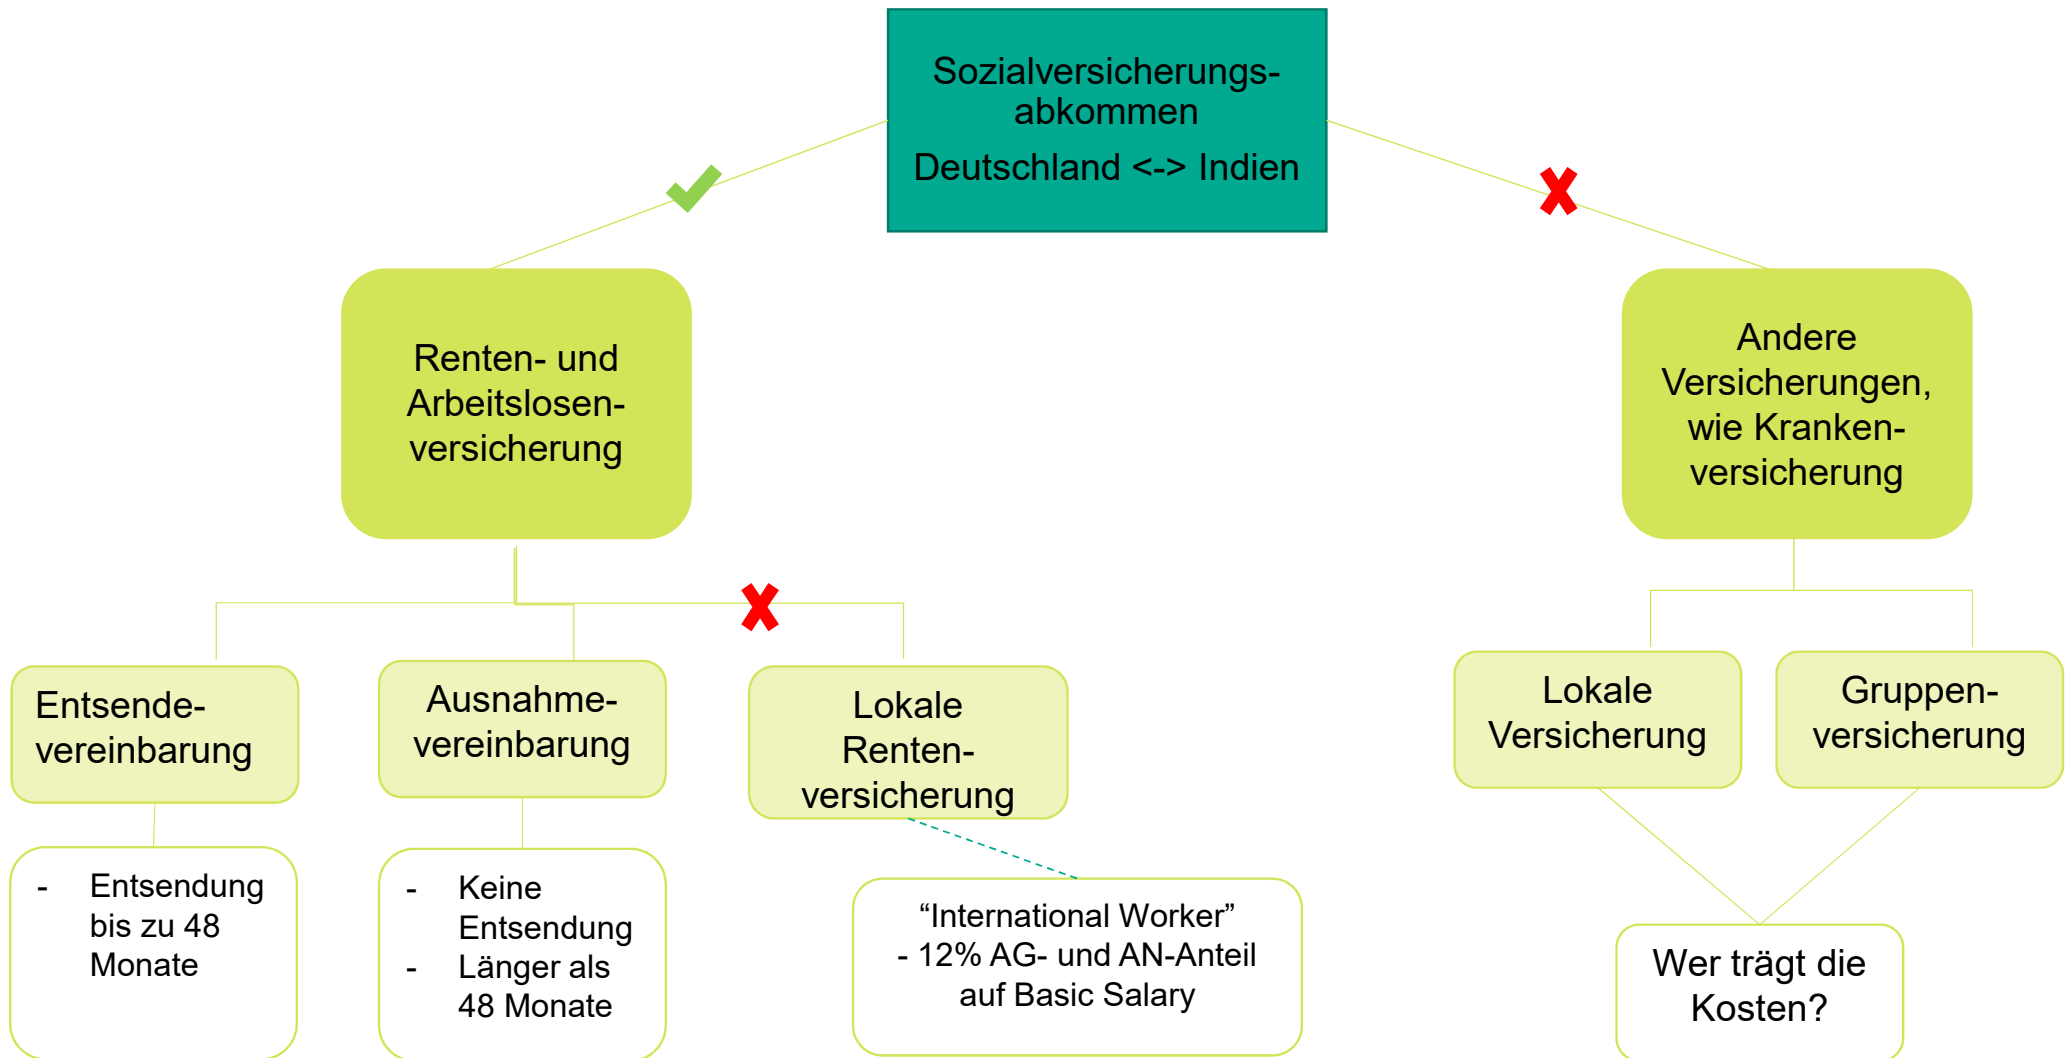 Sozialversicherungs-
abkommen
Deutschland <-> Indien
Renten- und
Arbeitslosen-
versicherung
Andere
Versicherungen,
wie Kranken-
versicherung
Entsende-
vereinbarung
Ausnahme-
vereinbarung
Lokale
Renten-
versicherung
Lokale
Versicherung
Gruppen-
versicherung
- Entsendung
bis zu 48
Monate
- Keine
Entsendung
- Länger als
48 Monate
“International Worker”
- 12% AG- und AN-Anteil
auf Basic Salary
Wer trägt die
Kosten?